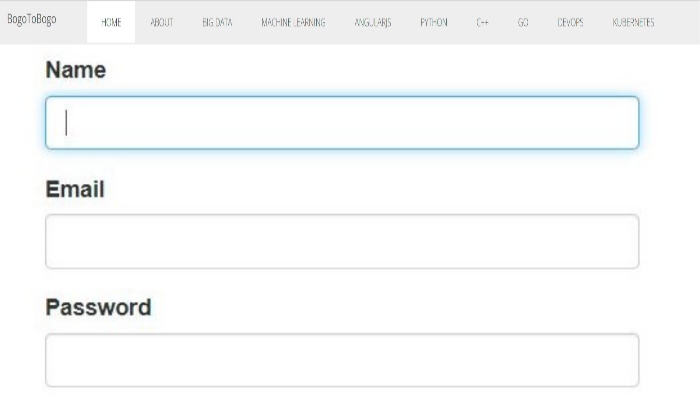 BogoToBogo HOME ABOUT BIG DATA MACHINE LEARNING ANGULARJS PYTHON C++ GO DEVOPS KUBERNETES
Name
Email
Password